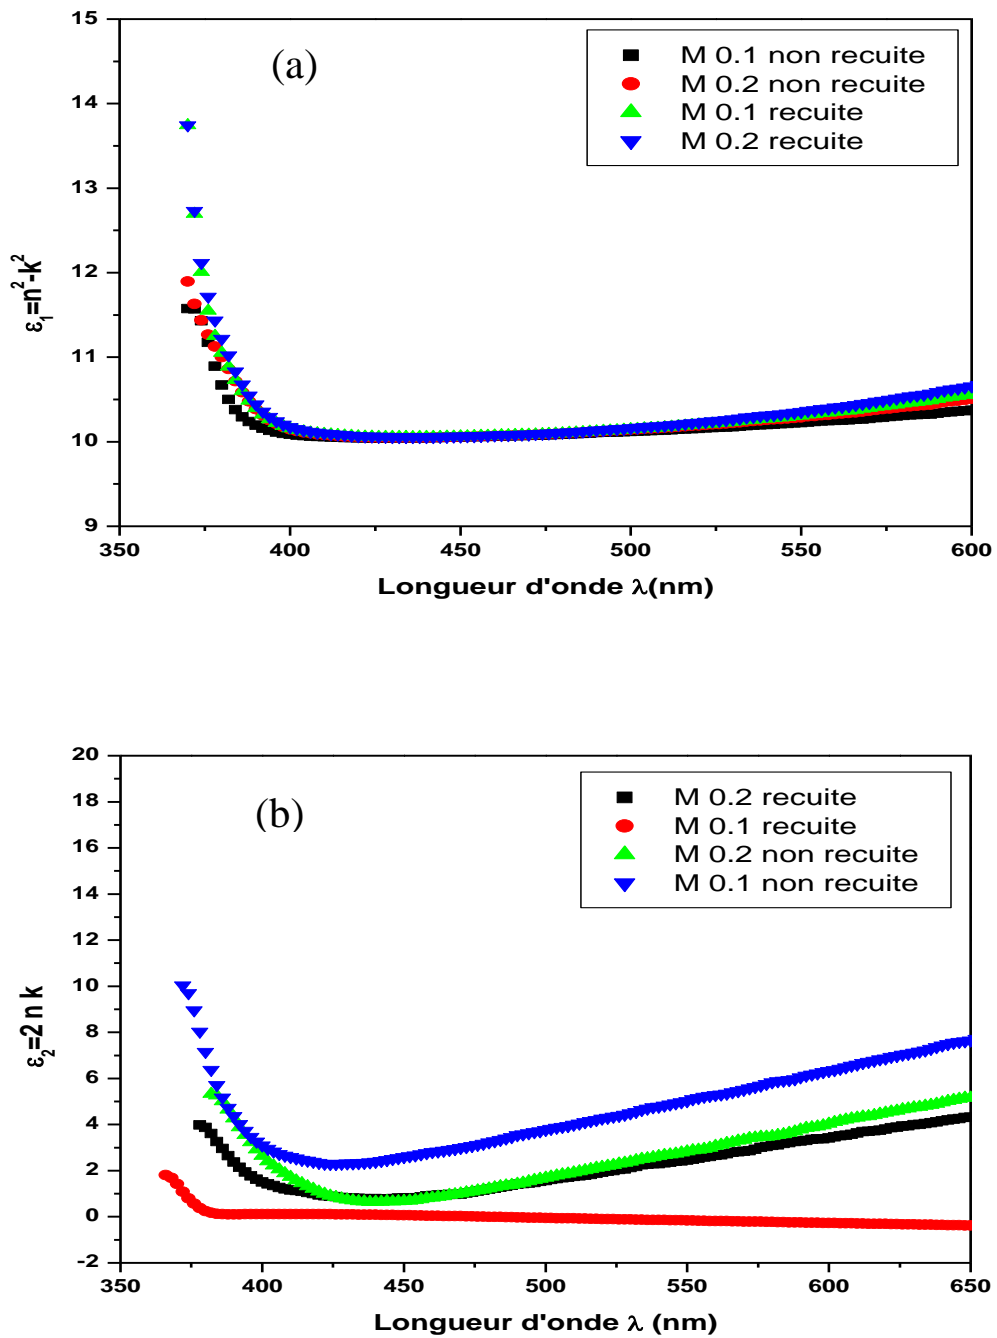 15
14
13
12
11
10
9
ε₁=n²-k²
(a)
M 0.1 non recuite
M 0.2 non recuite
M 0.1 recuite
M 0.2 recuite
350 400 450 500 550 600
Longueur d'onde λ(nm)
20
18
16
14
12
10
8
6
4
2
0
-2
ε₂=2 n k
(b)
M 0.2 recuite
M 0.1 recuite
M 0.2 non recuite
M 0.1 non recuite
350 400 450 500 550 600 650
Longueur d'onde λ (nm)